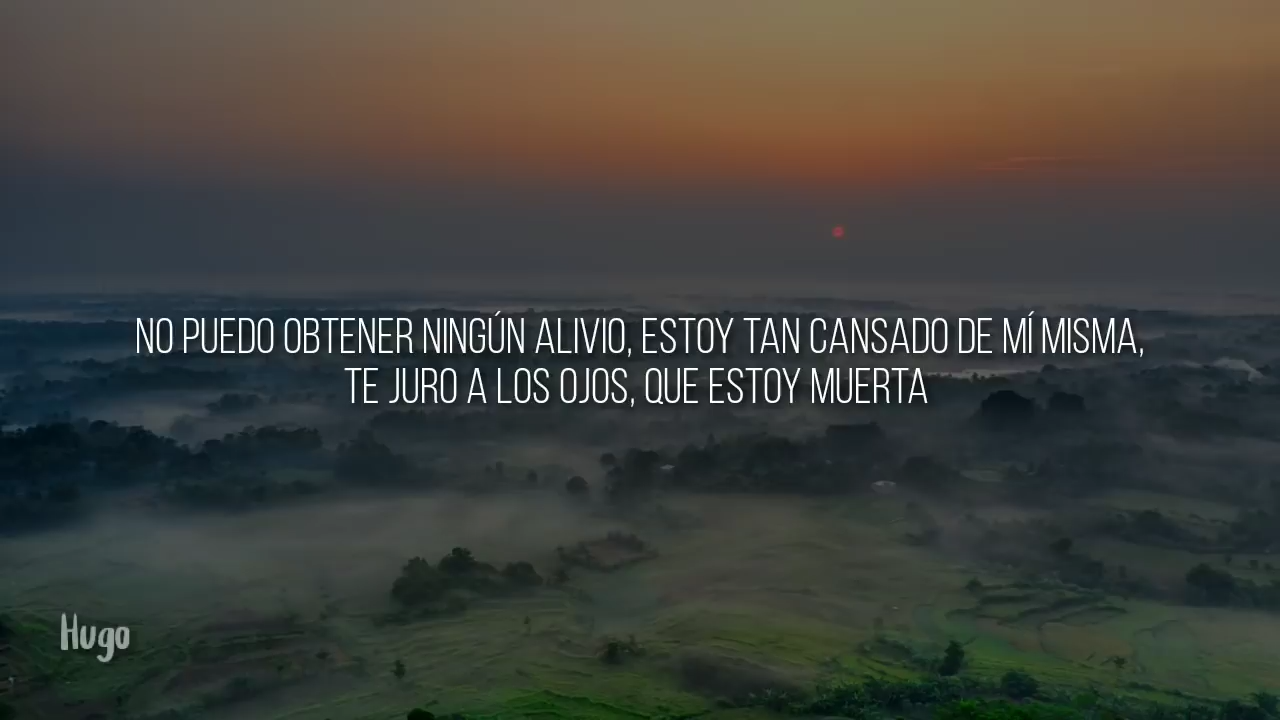 NO PUEDO OBTENER NINGÚN ALIVIO, ESTOY TAN CANSADO DE MÍ MISMA,
TE JURO A LOS OJOS, QUE ESTOY MUERTA
Hugo